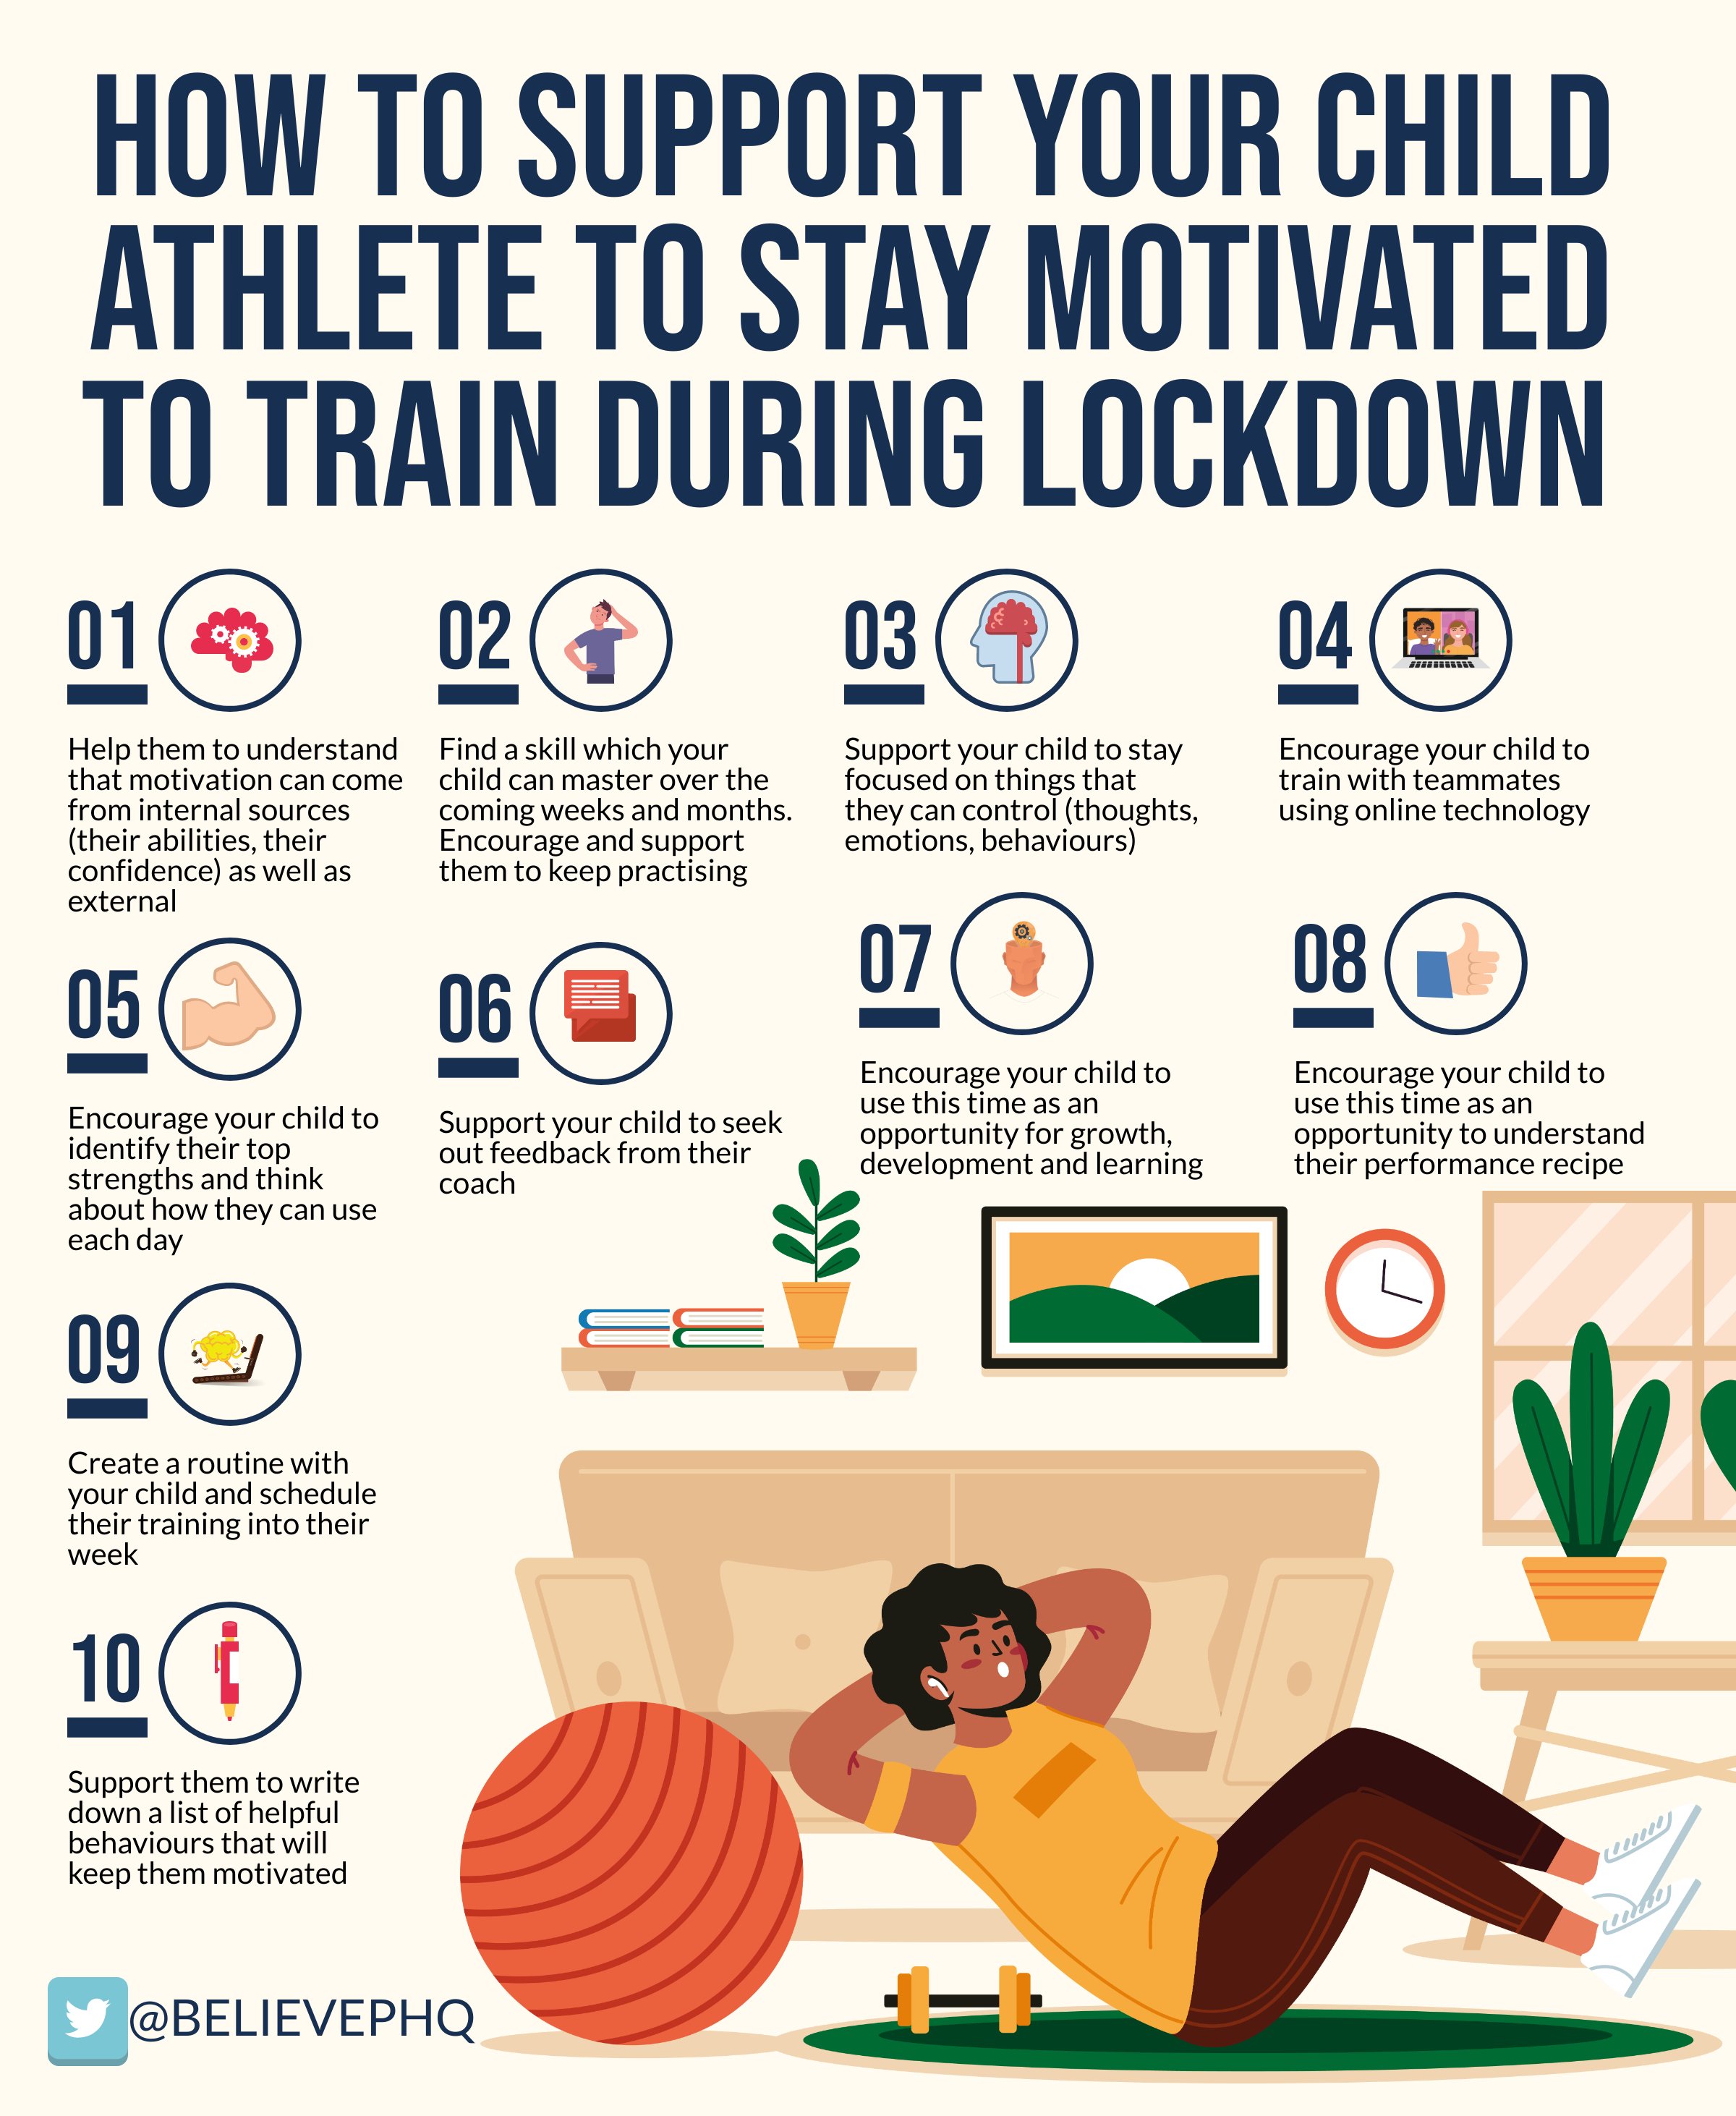 HOW TO SUPPORT YOUR CHILD
ATHLETE TO STAY MOTIVATED
TO TRAIN DURING LOCKDOWN
01
Help them to understand
that motivation can come
from internal sources
(their abilities, their
confidence) as well as
external
02
Find a skill which your
child can master over the
coming weeks and months.
Encourage and support
them to keep practising
03
Support your child to stay
focused on things that
they can control (thoughts,
emotions, behaviours)
04
Encourage your child to
train with teammates
using online technology
05
Encourage your child to
identify their top
strengths and think
about how they can use
each day
06
Support your child to seek
out feedback from their
coach
07
Encourage your child to
use this time as an
opportunity for growth,
development and learning
08
Encourage your child to
use this time as an
opportunity to understand
their performance recipe
09
Create a routine with
your child and schedule
their training into their
week
10
Support them to write
down a list of helpful
behaviours that will
keep them motivated
@BELIEVEPHQ